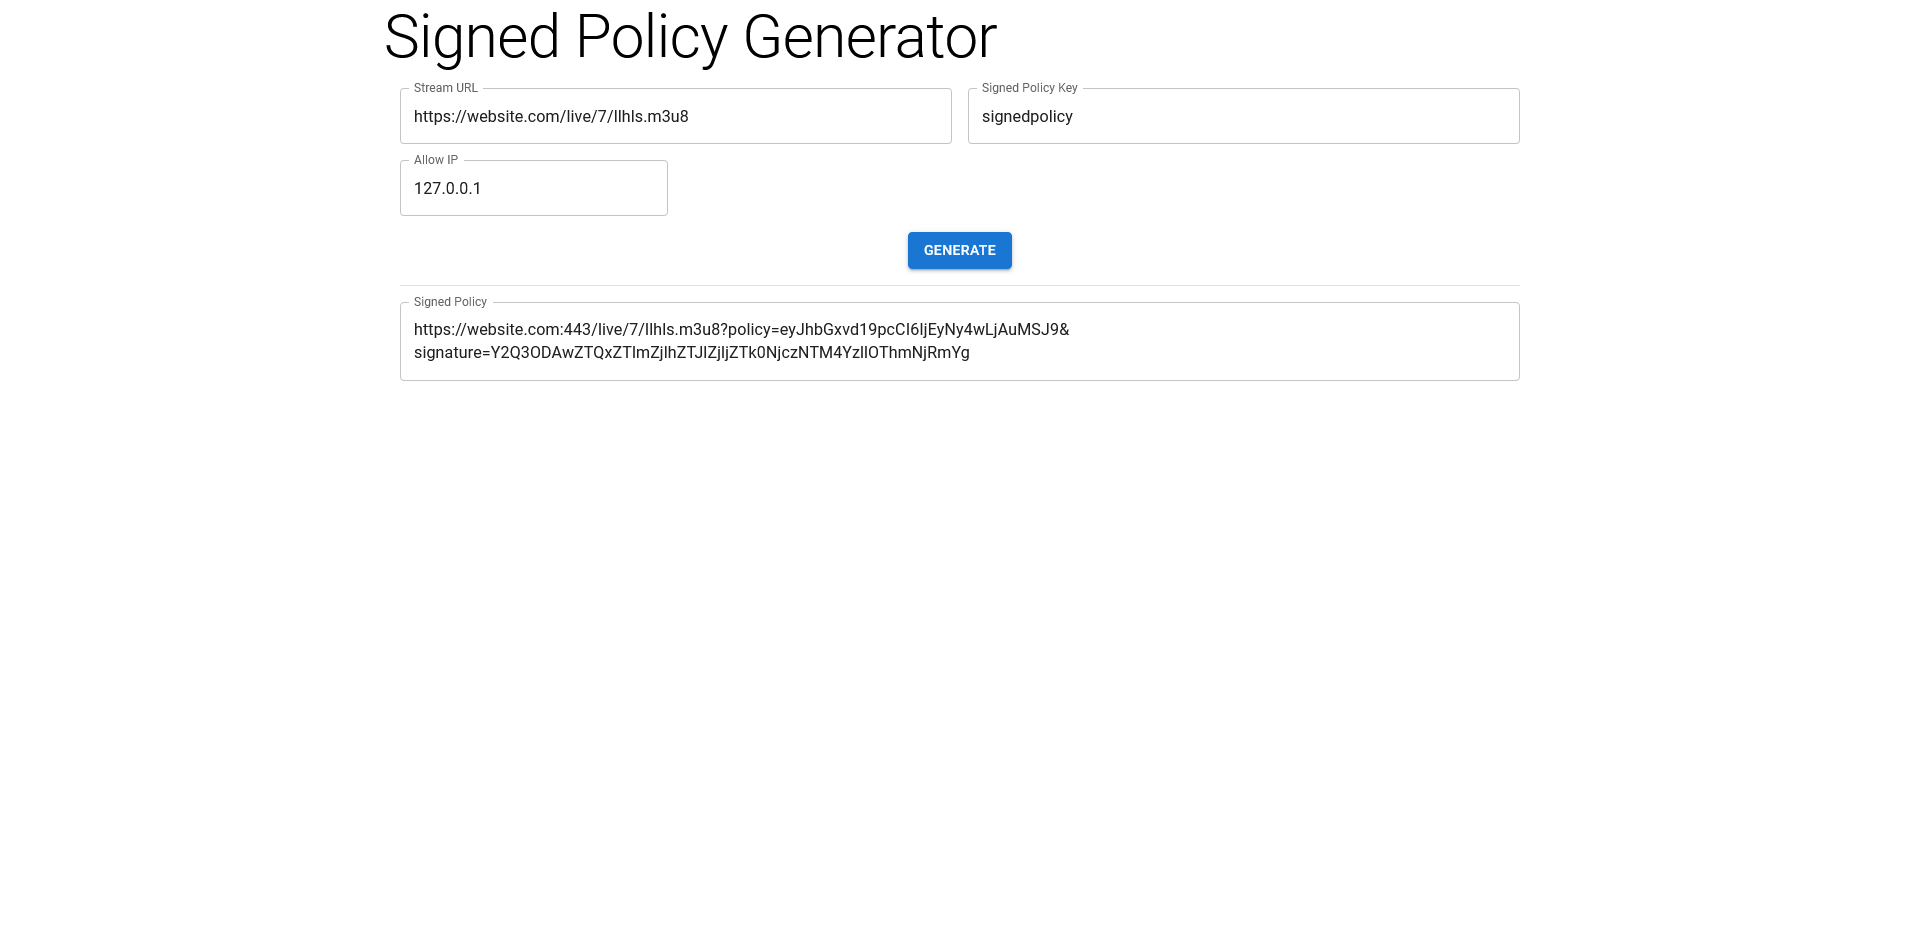 Signed Policy Generator
Stream URL
https://website.com/live/7/llhls.m3u8
Signed Policy Key
signedpolicy
Allow IP
127.0.0.1
GENERATE
Signed Policy
https://website.com:443/live/7/llhls.m3u8?policy=eyJhbGxvd19pcCI6IjEyNy4wLjAuMSJ9&
signature=Y2Q3ODAwZTQxZTlmZjlhZTJlZjljZTk0NjczNTM4YzllOThmNjRmYg